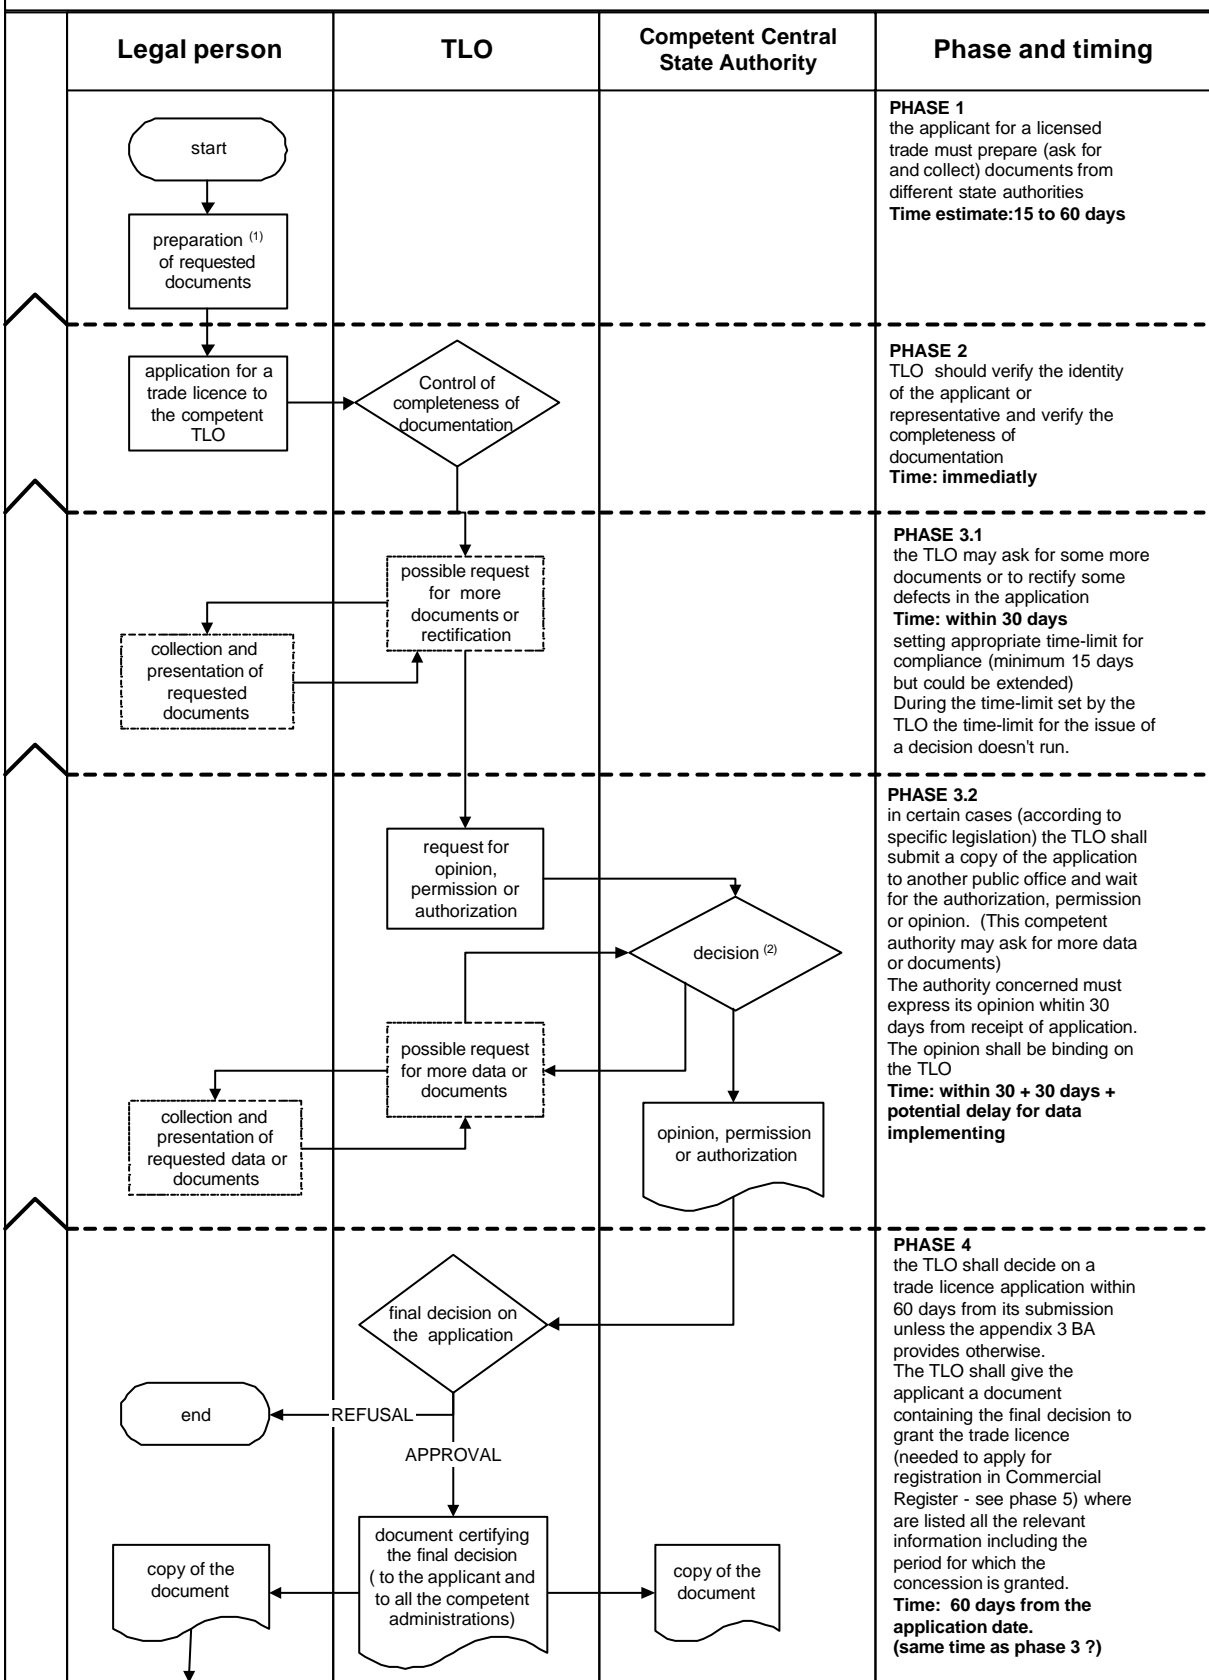 Legal person
TLO
Competent Central
State Authority
Phase and timing
start
preparation (1)
of requested
documents
PHASE 1
the applicant for a licensed
trade must prepare (ask for
and collect) documents from
different state authorities
Time estimate:15 to 60 days
application for a
trade licence to
the competent
TLO
Control of
completeness of
documentation
PHASE 2
TLO should verify the identity
of the applicant or
representative and verify the
completeness of
documentation
Time: immediatly
possible request
for more
documents or
rectification
collection and
presentation of
requested
documents
PHASE 3.1
the TLO may ask for some more
documents or to rectify some
defects in the application
Time: within 30 days
setting appropriate time-limit for
compliance (minimum 15 days
but could be extended)
During the time-limit set by the
TLO the time-limit for the issue of
a decision doesn't run.
request for
opinion,
permission or
authorization
decision (2)
possible request
for more data or
documents
collection and
presentation of
requested data or
documents
opinion, permission
or authorization
PHASE 3.2
in certain cases (according to
specific legislation) the TLO shall
submit a copy of the application
to another public office and wait
for the authorization, permission
or opinion. (This competent
authority may ask for more data
or documents)
The authority concerned must
express its opinion whitin 30
days from receipt of application.
The opinion shall be binding on
the TLO
Time: within 30 + 30 days +
potential delay for data
implementing
final decision on
the application
end
REFUSAL
APPROVAL
document certifying
the final decision
( to the applicant and
to all the competent
administrations)
copy of the
document
copy of the
document
PHASE 4
the TLO shall decide on a
trade licence application within
60 days from its submission
unless the appendix 3 BA
provides otherwise.
The TLO shall give the
applicant a document
containing the final decision to
grant the trade licence
(needed to apply for
registration in Commercial
Register - see phase 5) where
are listed all the relevant
information including the
period for which the
concession is granted.
Time: 60 days from the
application date.
(same time as phase 3 ?)